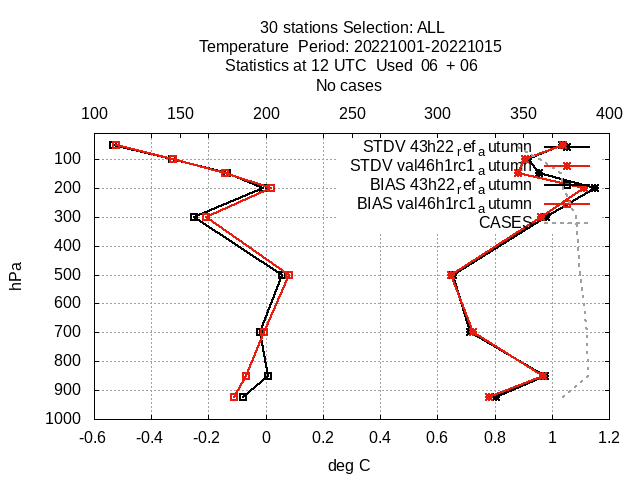 30 stations Selection: ALL
Temperature  Period: 20221001-20221015
Statistics at 12 UTC  Used  06  + 06
No cases
100 150 200 250 300 350 400
STDV 43h22_ref_autumn
STDV val46h1rc1_autumn
BIAS 43h22_ref_autumn
BIAS val46h1rc1_autumn
CASES
100
200
300
400
500
600
700
800
900
1000
hPa
-0.6 -0.4 -0.2 0 0.2 0.4 0.6 0.8 1 1.2
deg C